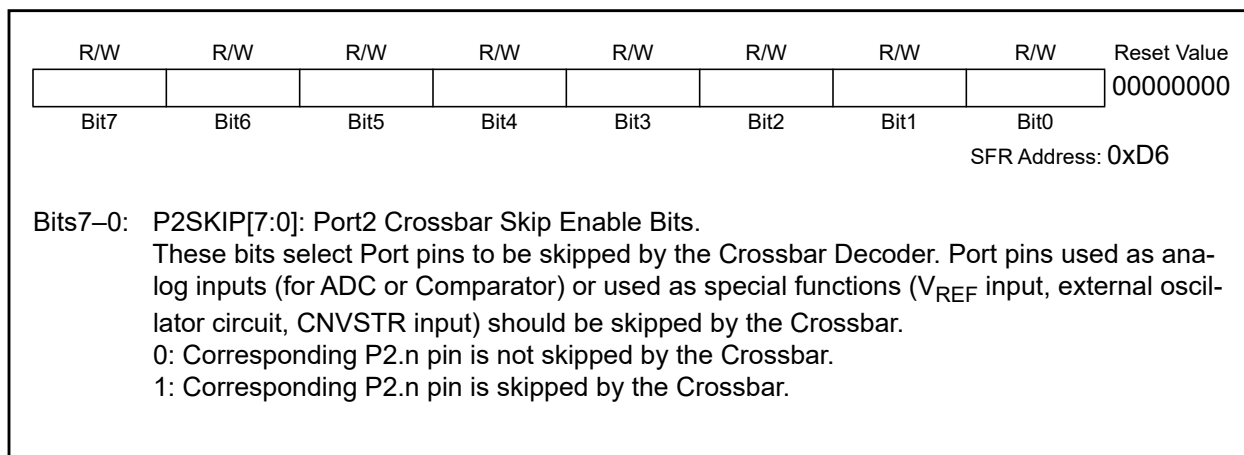 R/W R/W R/W R/W R/W R/W R/W R/W Reset Value
00000000
Bit7 Bit6 Bit5 Bit4 Bit3 Bit2 Bit1 Bit0
SFR Address: 0xD6
Bits7–0: P2SKIP[7:0]: Port2 Crossbar Skip Enable Bits.
These bits select Port pins to be skipped by the Crossbar Decoder. Port pins used as ana-
log inputs (for ADC or Comparator) or used as special functions (VREF input, external oscil-
lator circuit, CNVSTR input) should be skipped by the Crossbar.
0: Corresponding P2.n pin is not skipped by the Crossbar.
1: Corresponding P2.n pin is skipped by the Crossbar.